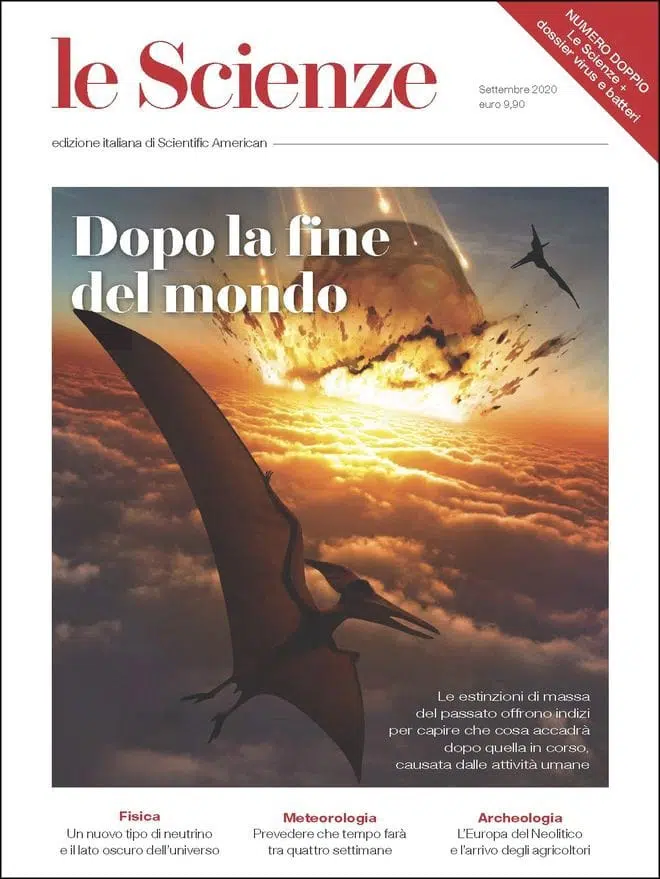 le Scienze
Settembre 2020
euro 9,90
NUMERO DOPPIO
Le Scienze +
dossier virus e batteri
edizione italiana di Scientific American
Dopo la fine
del mondo
Le estinzioni di massa
del passato offrono indizi
per capire che cosa accadrà
dopo quella in corso,
causata dalle attività umane
Fisica
Un nuovo tipo di neutrino
e il lato oscuro dell'universo
Meteorologia
Prevedere che tempo farà
tra quattro settimane
Archeologia
L'Europa del Neolitico
e l'arrivo degli agricoltori